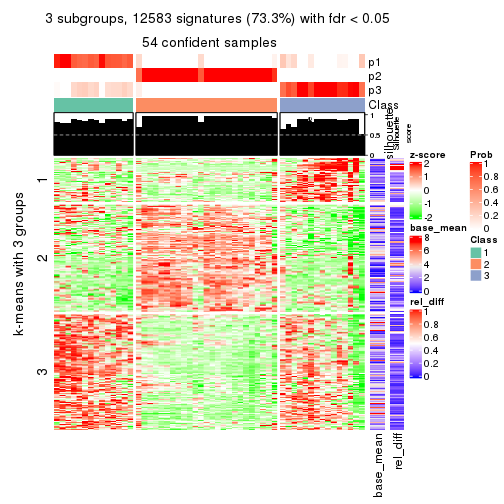 3 subgroups, 12583 signatures (73.3%) with fdr < 0.05
54 confident samples
p1
p2
p3
Class
1
0.5
0
silhouette
Silhouette
score
k-means with 3 groups
1
2
3
base_mean
rel_diff
z-score
2
1
0
-1
-2
base_mean
8
6
4
2
0
rel_diff
1
0.8
0.6
0.4
0.2
0
Prob
1
0.8
0.6
0.4
0.2
0
Class
1
2
3